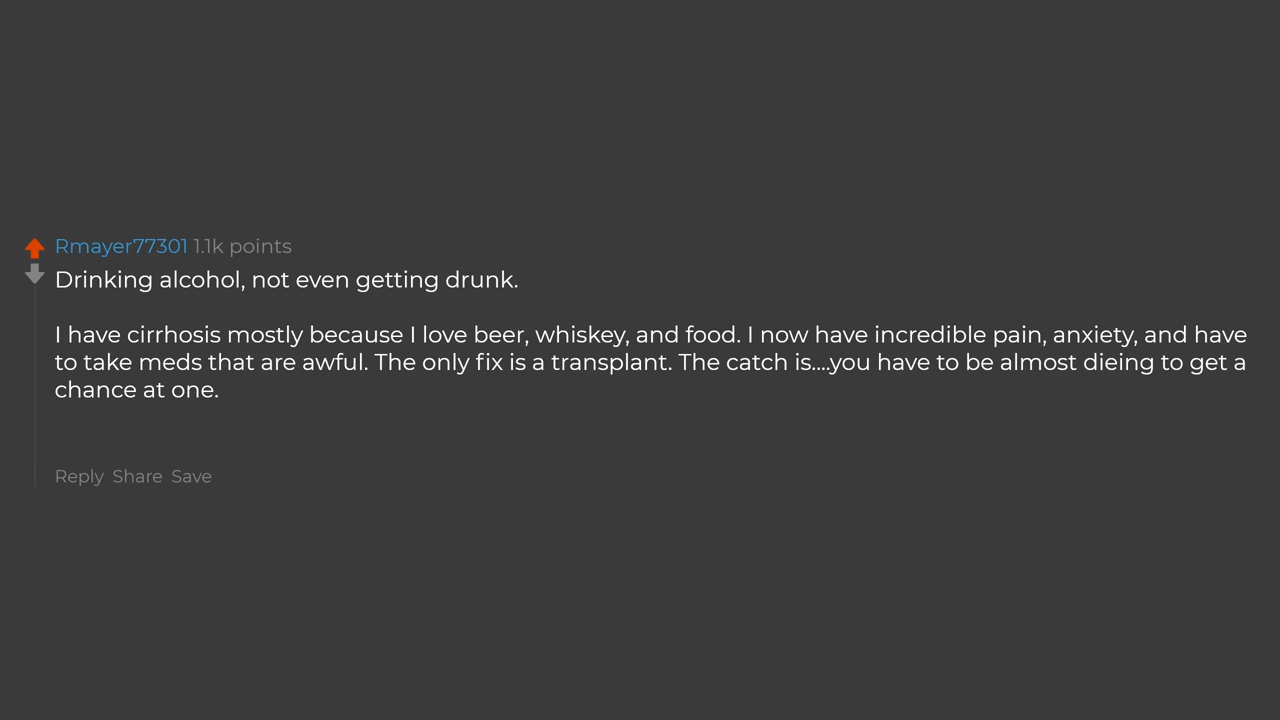 Rmayer77301 1.1k points
Drinking alcohol, not even getting drunk.
I have cirrhosis mostly because I love beer, whiskey, and food. I now have incredible pain, anxiety, and have
to take meds that are awful. The only fix is a transplant. The catch is....you have to be almost dieing to get a
chance at one.
Reply Share Save